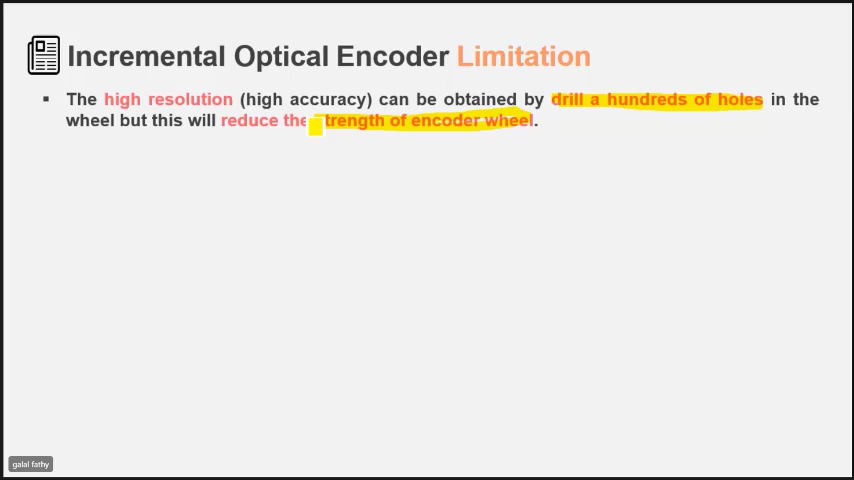 Incremental Optical Encoder Limitation
▪ The high resolution (high accuracy) can be obtained by drill a hundreds of holes in the
wheel but this will reduce the trength of encoder wheel.
galal fathy